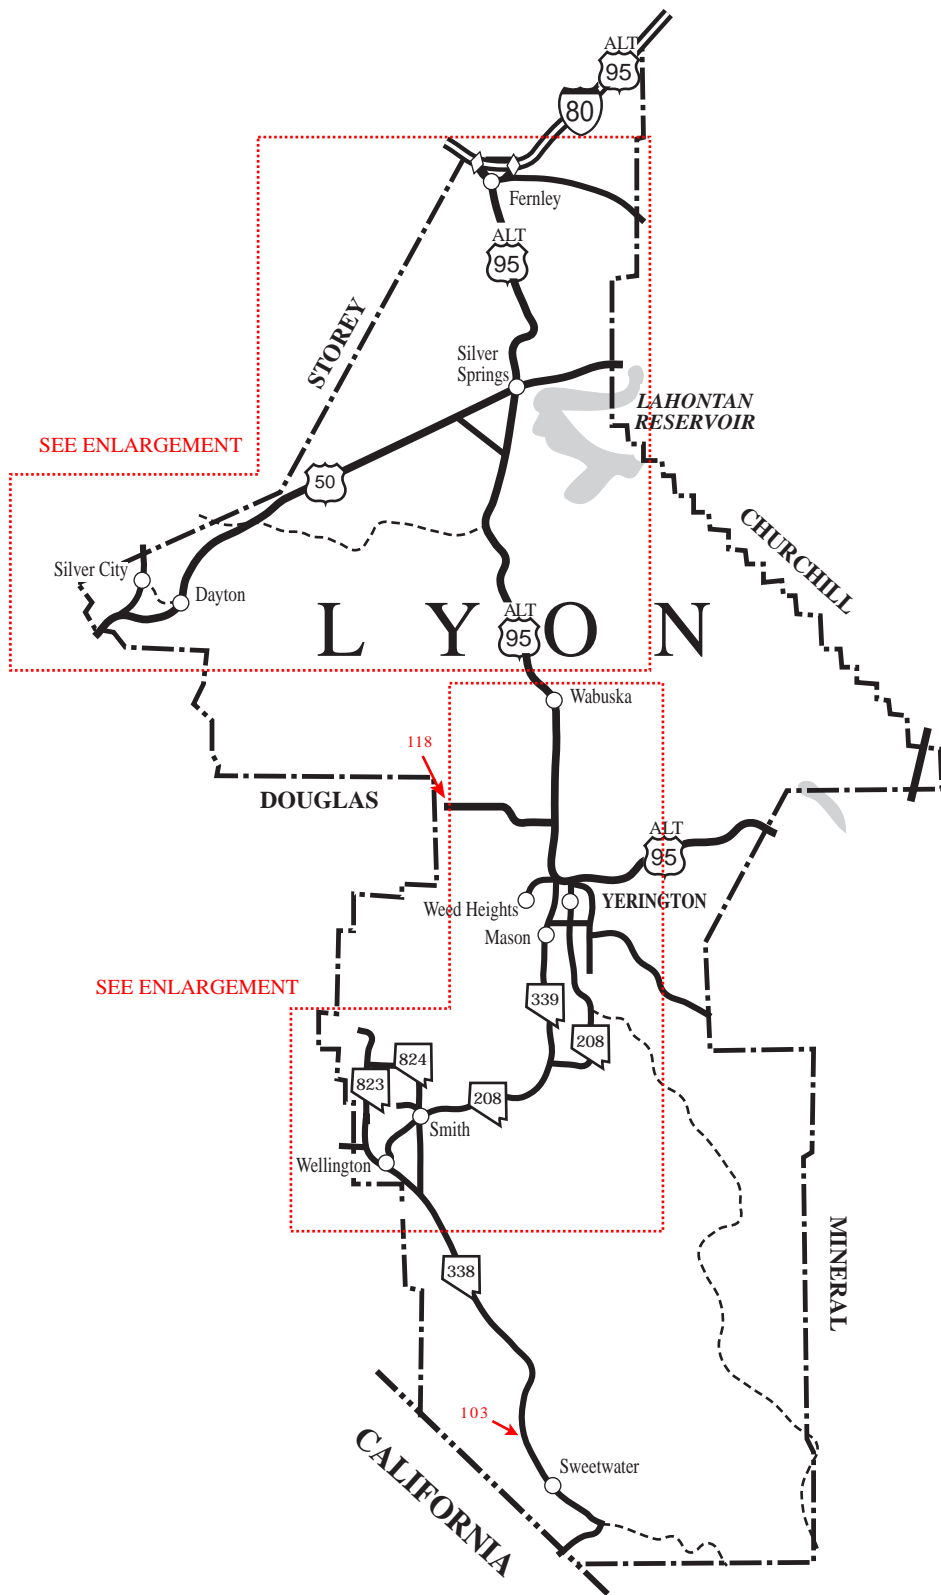 ALT
95
80
Fernley
ALT
95
STOREY
Silver
Springs
LAHONTAN
RESERVOIR
SEE ENLARGEMENT
50
CHURCHILL
Silver City
Dayton
LYON
ALT
95
Wabuska
118
DOUGLAS
ALT
95
Weed Heights
YERINGTON
Mason
SEE ENLARGEMENT
339
208
824
823
208
Smith
Wellington
MINERAL
338
103
CALIFORNIA
Sweetwater